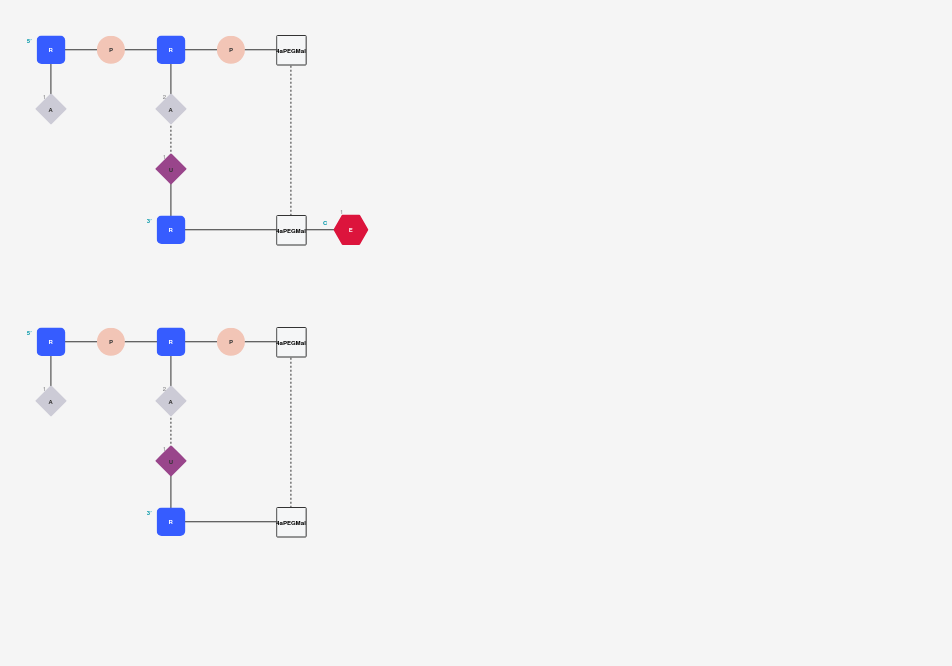 5' R P R P 4aPEGMal
1 A 2 A
1 U
3' R 4aPEGMal C 1 E
5' R P R P 4aPEGMal
1 A 2 A
1 U
3' R 4aPEGMal